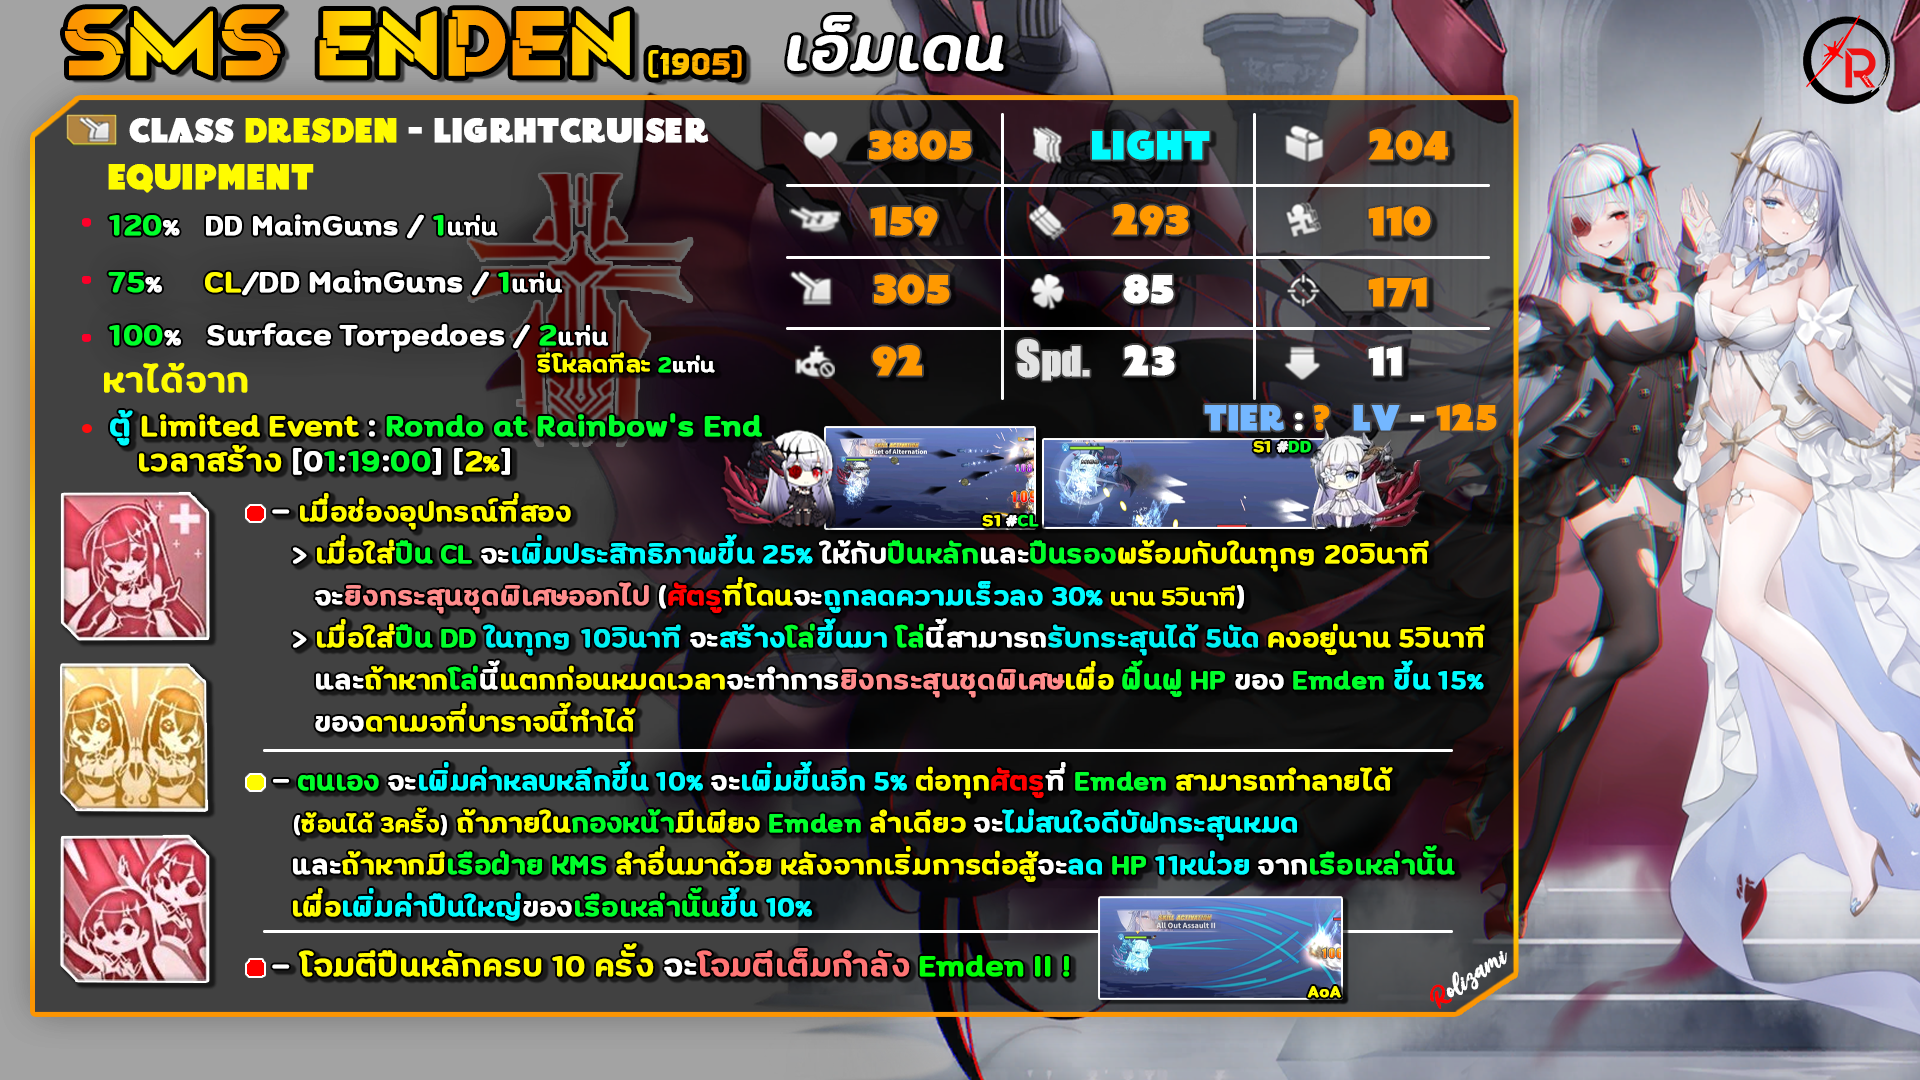 SMS ENDEN (1905) เอ็มเดน
R
CLASS DRESDEN - LIGRHTCRUISER
EQUIPMENT
120% DD MainGuns / 1แท่น
75% CL/DD MainGuns / 1แท่น
100% Surface Torpedoes / 2แท่น
รีโหลดทีละ 2แท่น
3805 LIGHT 204
159 293 110
305 85 171
92 Spd. 23 11
TIER : ? LV - 125
หาได้จาก
ตู้ Limited Event : Rondo at Rainbow's End
เวลาสร้าง [01:19:00] [2%]
Duet of Alternation
S1 #CL
S1 #DD
– เมื่อช่องอุปกรณ์ที่สอง
> เมื่อใส่ปืน CL จะเพิ่มประสิทธิภาพขึ้น 25% ให้กับปืนหลักและปืนรองพร้อมกับในทุกๆ 20วินาที
จะยิงกระสุนชุดพิเศษออกไป (ศัตรูที่โดนจะถูกลดความเร็วลง 30% นาน 5วินาที)
> เมื่อใส่ปืน DD ในทุกๆ 10วินาที จะสร้างโล่ขึ้นมา โล่นี้สามารถรับกระสุนได้ 5นัด คงอยู่นาน 5วินาที
และถ้าหากโล่นี้แตกก่อนหมดเวลาจะทำการยิงกระสุนชุดพิเศษเพื่อ ฟื้นฟู HP ของ Emden ขึ้น 15%
ของดาเมจที่บาราจนี้ทำได้
– ตนเอง จะเพิ่มค่าหลบหลีกขึ้น 10% จะเพิ่มขึ้นอีก 5% ต่อทุกศัตรูที่ Emden สามารถทำลายได้
(ซ้อนได้ 3ครั้ง) ถ้าภายในกองหน้ามีเพียง Emden ลำเดียว จะไม่สนใจดีบัฟกระสุนหมด
และถ้าหากมีเรือฝ่าย KMS ลำอื่นมาด้วย หลังจากเริ่มการต่อสู้จะลด HP 11หน่วย จากเรือเหล่านั้น
เพื่อเพิ่มค่าปืนใหญ่ของเรือเหล่านั้นขึ้น 10%
– โจมตีปืนหลักครบ 10 ครั้ง จะโจมตีเต็มกำลัง Emden II !
All Out Assault II
AoA
Rolizami